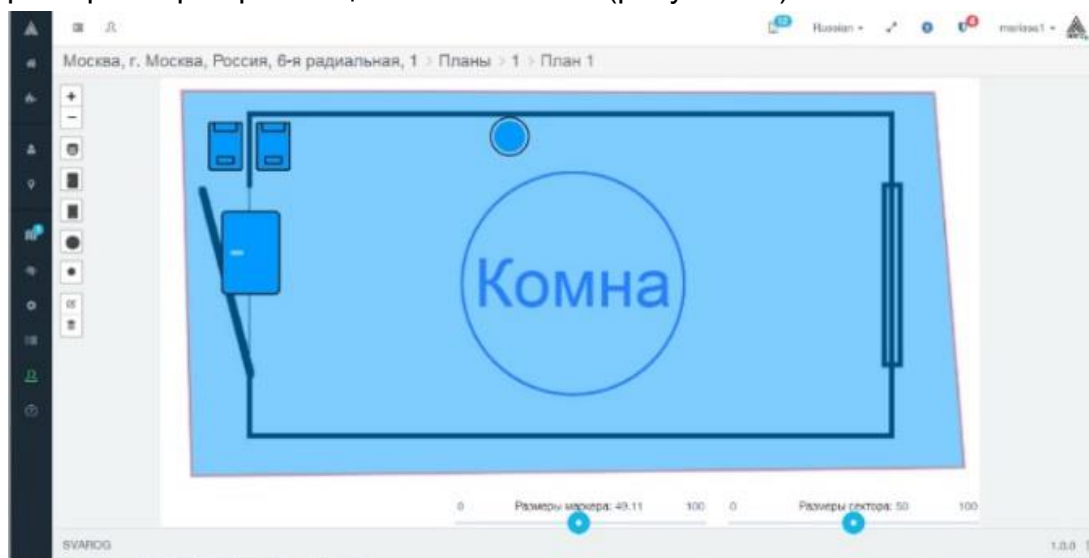 Russian
marissa1
Москва, г. Москва, Россия, 6-я радиальная, 1 > Планы > 1 > План 1
+
−
Комна
0 Размеры маркера: 49.11 100 0 Размеры сектора: 50 100
SVAROG 1.0.0